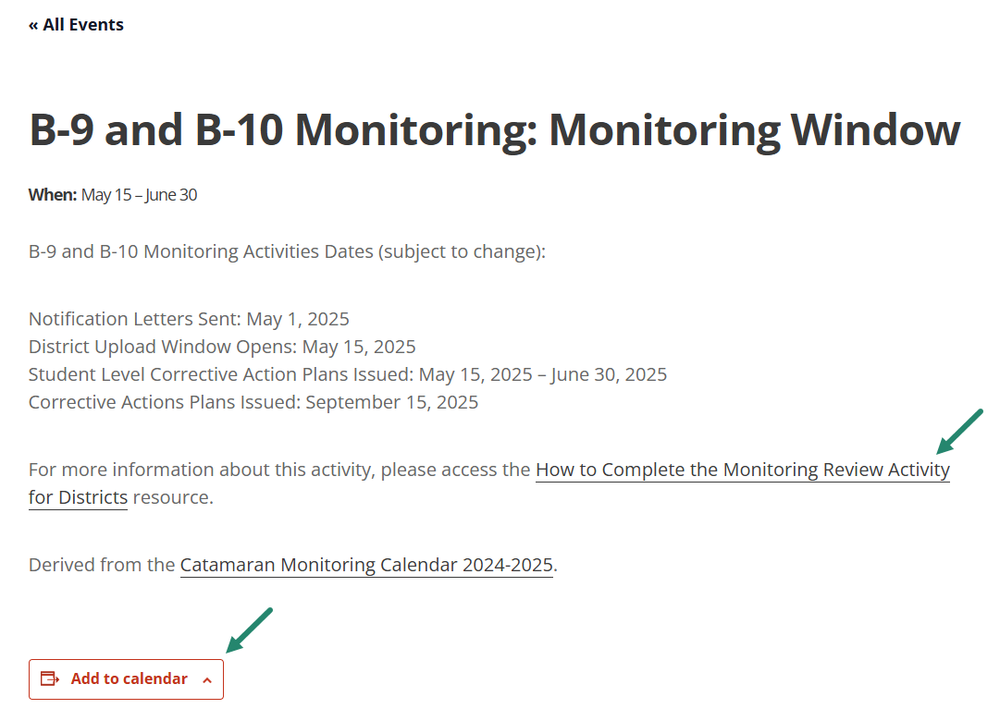 « All Events
B-9 and B-10 Monitoring: Monitoring Window
When: May 15 – June 30
B-9 and B-10 Monitoring Activities Dates (subject to change):
Notification Letters Sent: May 1, 2025
District Upload Window Opens: May 15, 2025
Student Level Corrective Action Plans Issued: May 15, 2025 – June 30, 2025
Corrective Actions Plans Issued: September 15, 2025
For more information about this activity, please access the How to Complete the Monitoring Review Activity
for Districts resource.
Derived from the Catamaran Monitoring Calendar 2024-2025.
Add to calendar